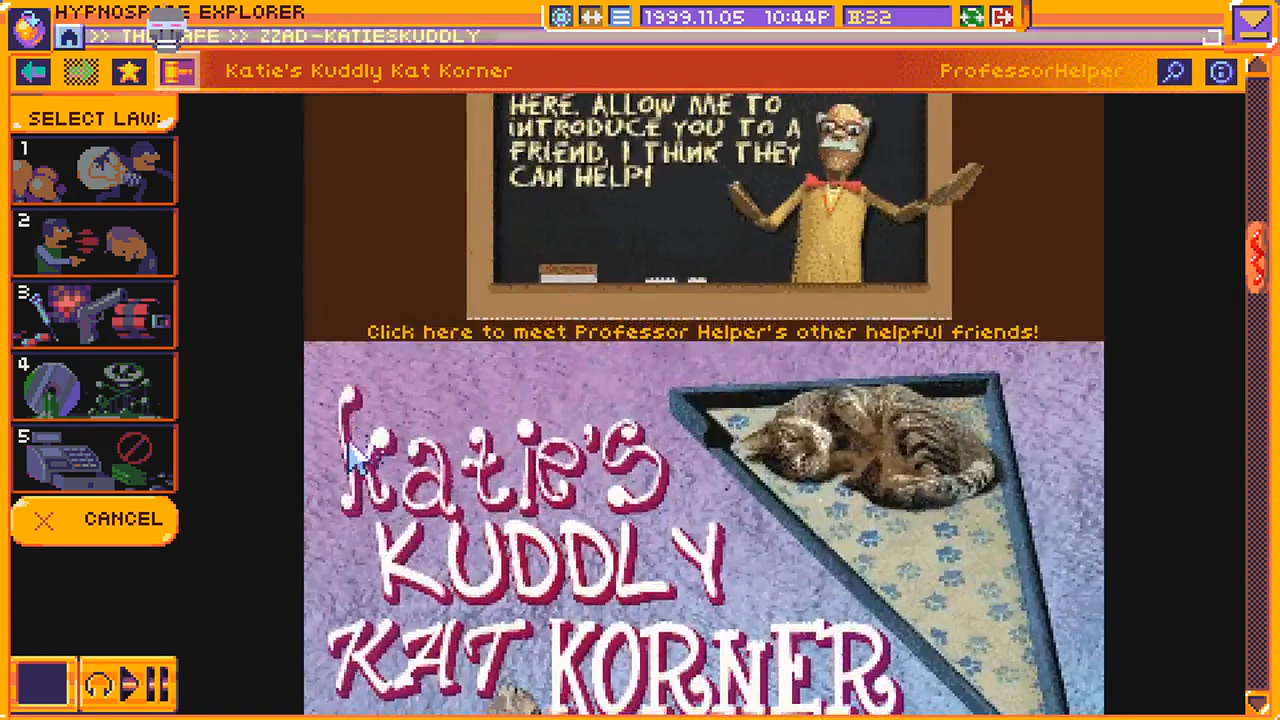 HYPNOSPACE EXPLORER
1999.11.05 10:44P
32
>> ZZAD-KATIESKUDDLY
Katie's Kuddly Kat Korner
ProfessorHelper
SELECT LAW:
1
2
3
4
5
CANCEL
HERE. ALLOW ME TO
INTRODUCE YOU TO A
FRIEND, I THINK THEY
CAN HELP!
Click here to meet Professor Helper's other helpful friends!
Katie's
KUDDLY
KAT KORNER